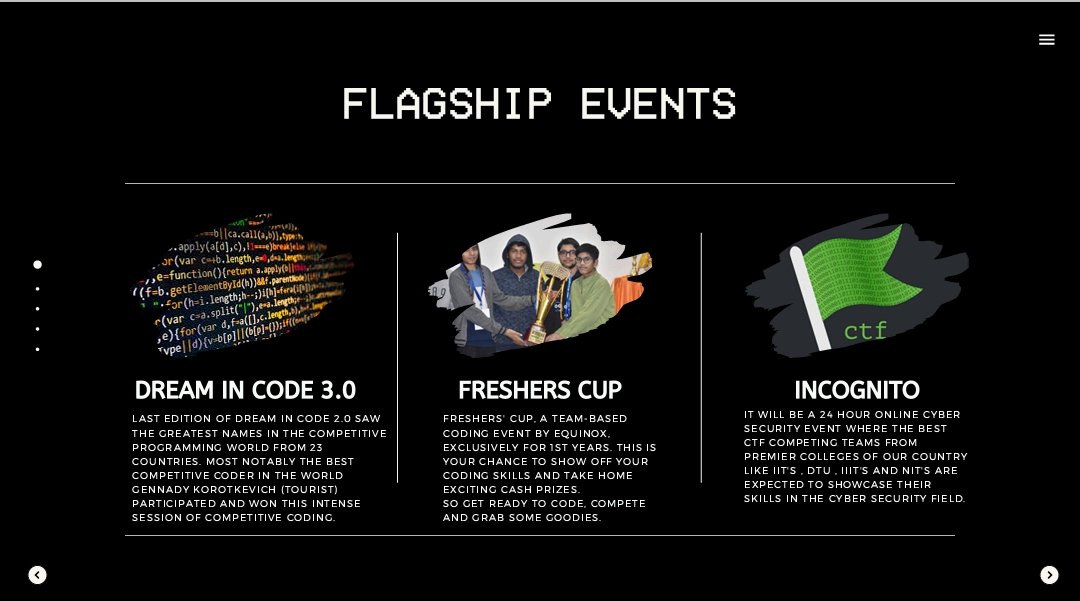 FLAGSHIP EVENTS
DREAM IN CODE 3.0
LAST EDITION OF DREAM IN CODE 2.0 SAW
THE GREATEST NAMES IN THE COMPETITIVE
PROGRAMMING WORLD FROM 23
COUNTRIES. MOST NOTABLY THE BEST
COMPETITIVE CODER IN THE WORLD
GENNADY KOROTKEVICH (TOURIST)
PARTICIPATED AND WON THIS INTENSE
SESSION OF COMPETITIVE CODING.
FRESHERS CUP
FRESHERS' CUP, A TEAM-BASED
CODING EVENT BY EQUINOX,
EXCLUSIVELY FOR 1ST YEARS. THIS IS
YOUR CHANCE TO SHOW OFF YOUR
CODING SKILLS AND TAKE HOME
EXCITING CASH PRIZES.
SO GET READY TO CODE, COMPETE
AND GRAB SOME GOODIES.
ctf
INCOGNITO
IT WILL BE A 24 HOUR ONLINE CYBER
SECURITY EVENT WHERE THE BEST
CTF COMPETING TEAMS FROM
PREMIER COLLEGES OF OUR COUNTRY
LIKE IIT'S , DTU , IIIT'S AND NIT'S ARE
EXPECTED TO SHOWCASE THEIR
SKILLS IN THE CYBER SECURITY FIELD.